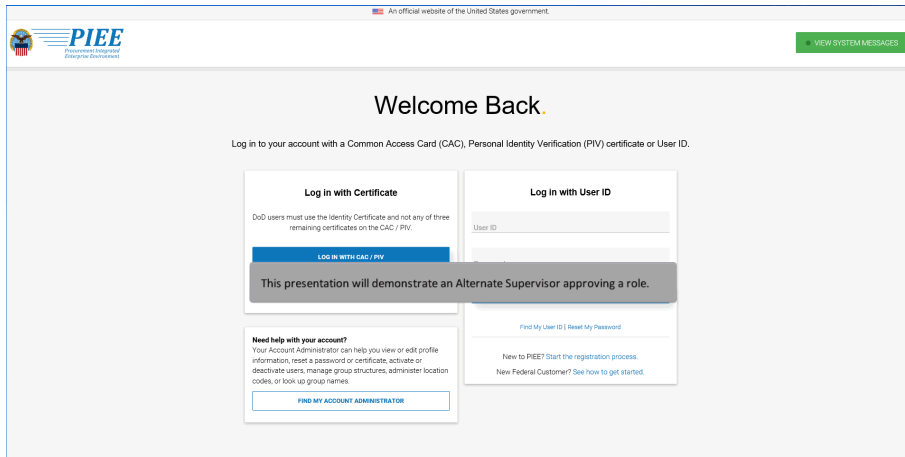 An official website of the United States government.
PIEE
Procurement Integrated
Enterprise Environment
VIEW SYSTEM MESSAGES
Welcome Back.
Log in to your account with a Common Access Card (CAC), Personal Identity Verification (PIV) certificate or User ID.
Log in with Certificate
DoD users must use the Identity Certificate and not any of three
remaining certificates on the CAC / PIV.
LOG IN WITH CAC / PIV
Log in with User ID
User ID
This presentation will demonstrate an Alternate Supervisor approving a role.
Find My User ID | Reset My Password
New to PIEE? Start the registration process.
New Federal Customer? See how to get started.
Need help with your account?
Your Account Administrator can help you view or edit profile
information, reset a password or certificate, activate or
deactivate users, manage group structures, administer location
codes, or look up group names.
FIND MY ACCOUNT ADMINISTRATOR